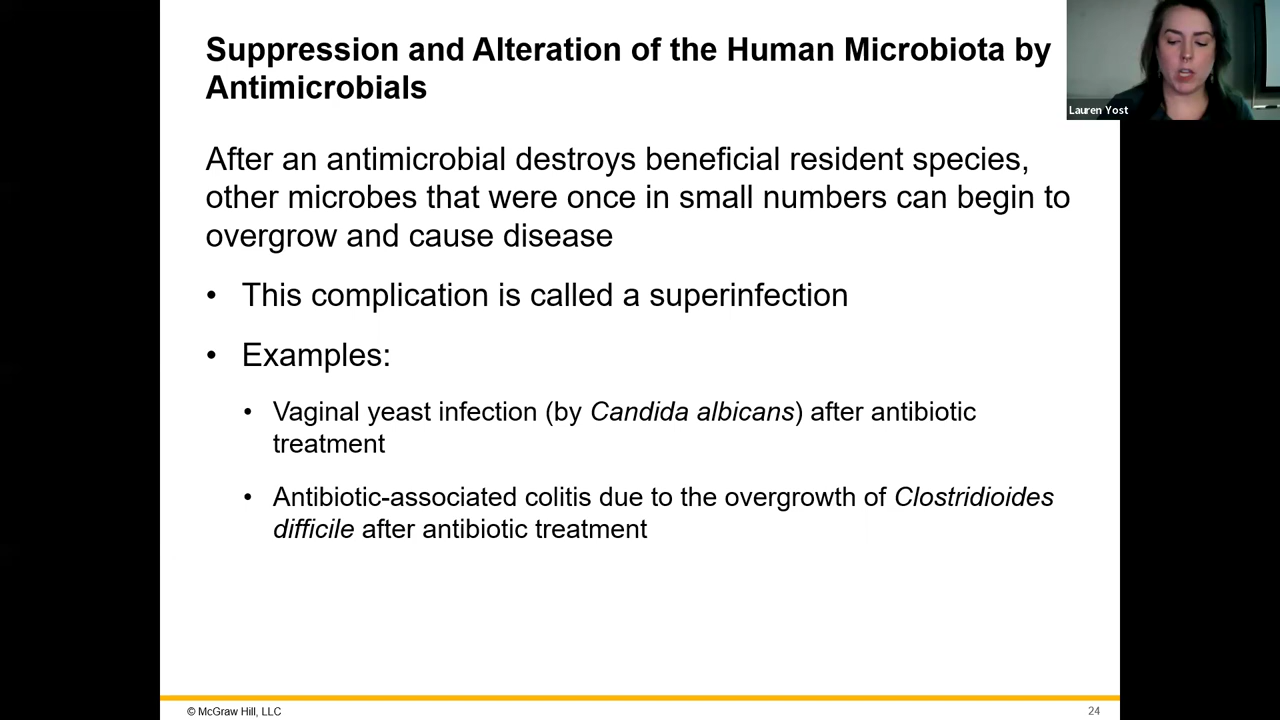 Suppression and Alteration of the Human Microbiota by
Antimicrobials
Lauren Yost
After an antimicrobial destroys beneficial resident species,
other microbes that were once in small numbers can begin to
overgrow and cause disease
• This complication is called a superinfection
• Examples:
• Vaginal yeast infection (by Candida albicans) after antibiotic
treatment
• Antibiotic-associated colitis due to the overgrowth of Clostridioides
difficile after antibiotic treatment
© McGraw Hill, LLC
24